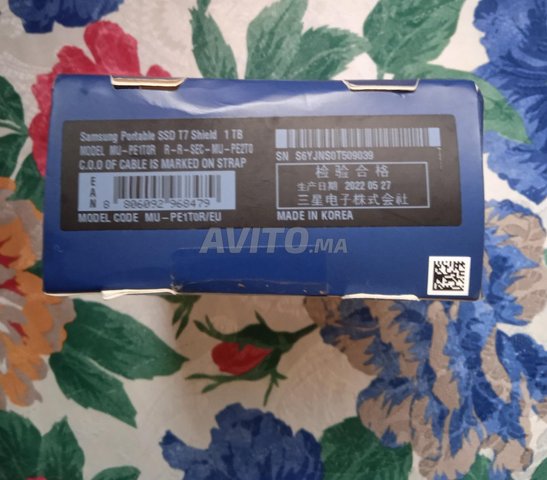 Samsung Portable SSD T7 Shield 1 TB
MODEL MU-PE1T0R R-R-SEC-MU-PE2T0
C.O.O OF CABLE IS MARKED ON STRAP
EAN
8 806092 968479
MODEL CODE MU-PE1T0R/EU
SN S6YJNS0T509039
检验合格
生产日期 2022 05 27
三星电子株式会社
MADE IN KOREA
AVITO.MA